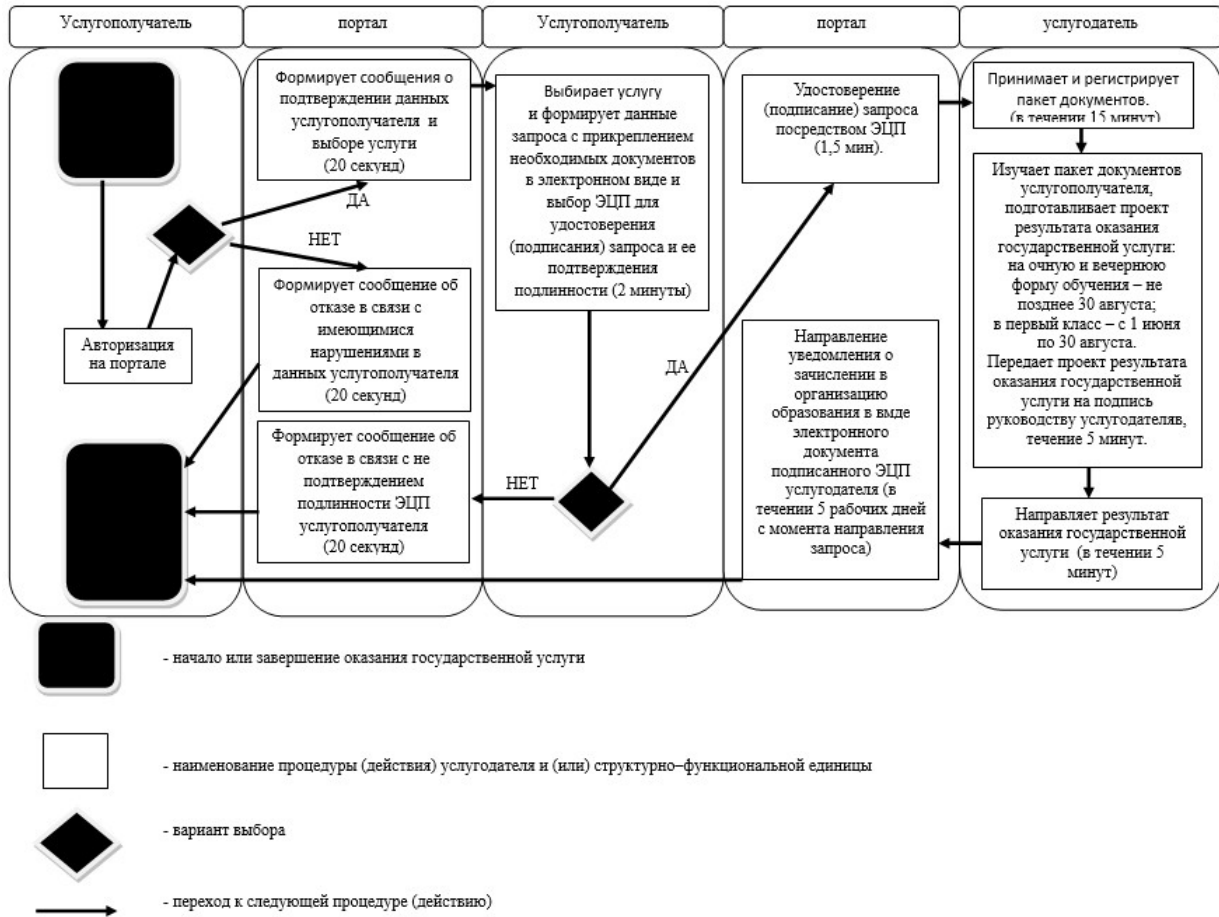 Услугополучатель
портал
Услугополучатель
портал
услугодатель
Формирует сообщения о
подтверждении данных
услугополучателя и
выборе услуги
(20 секунд)
ДА
НЕТ
Авторизация
на портале
Формирует сообщение об
отказе в связи с
имеющимися
нарушениями в
данных услугополучателя
(20 секунд)
Формирует сообщение об
отказе в связи с не
подтверждением
подлинности ЭЦП
услугополучателя
(20 секунд)
Выбирает услугу
и формирует данные
запроса с прикреплением
необходимых документов
в электронном виде и
выбор ЭЦП для
удостоверения
(подписания) запроса и ее
подтверждения
подлинности (2 минуты)
НЕТ
ДА
Удостоверение
(подписание) запроса
посредством ЭЦП
(1,5 мин).
Направление
уведомления о
зачислении в
организацию
образования в выде
электронного
документа
подписанного ЭЦП
услугодателя (в
течении 5 рабочих дней
с момента направления
запроса)
Принимает и регистрирует
пакет документов.
(в течении 15 минут)
Изучает пакет документов
услугополучателя,
подготавливает проект
результата оказания
государственной услуги:
на очную и вечернюю
форму обучения – не
позднее 30 августа;
в первый класс – с 1 июня
по 30 августа.
Передает проект результата
оказания государственной
услуги на подпись
руководству услугодателяв,
течение 5 минут.
Направляет результат
оказания государственной
услуги (в течении 5
минут)
- начало или завершение оказания государственной услуги
- наименование процедуры (действия) услугодателя и (или) структурно–функциональной единицы
- вариант выбора
- переход к следующей процедуре (действию)